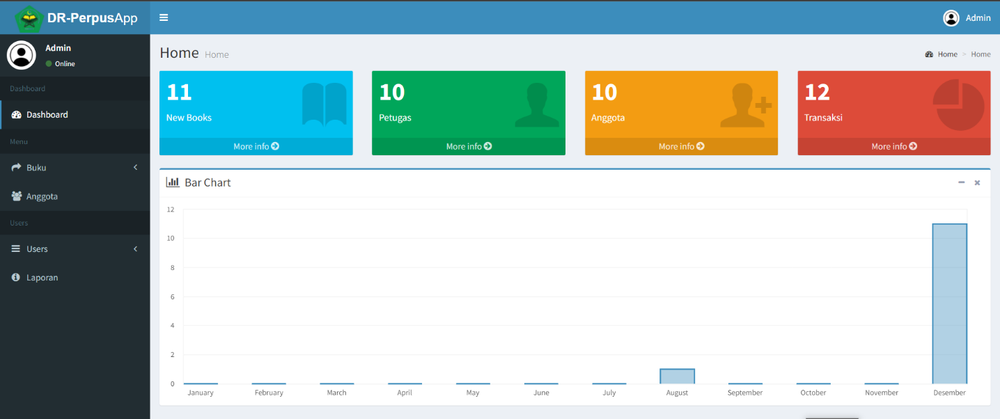 DR-PerpusApp
Admin
Admin
Online
Dashboard
Dashboard
Menu
Buku
Anggota
Users
Users
Laporan
Home Home
Home > Home
11
New Books
More info
10
Petugas
More info
10
Anggota
More info
12
Transaksi
More info
Bar Chart
12
10
8
6
4
2
0
January February March April May June July August September October November Desember